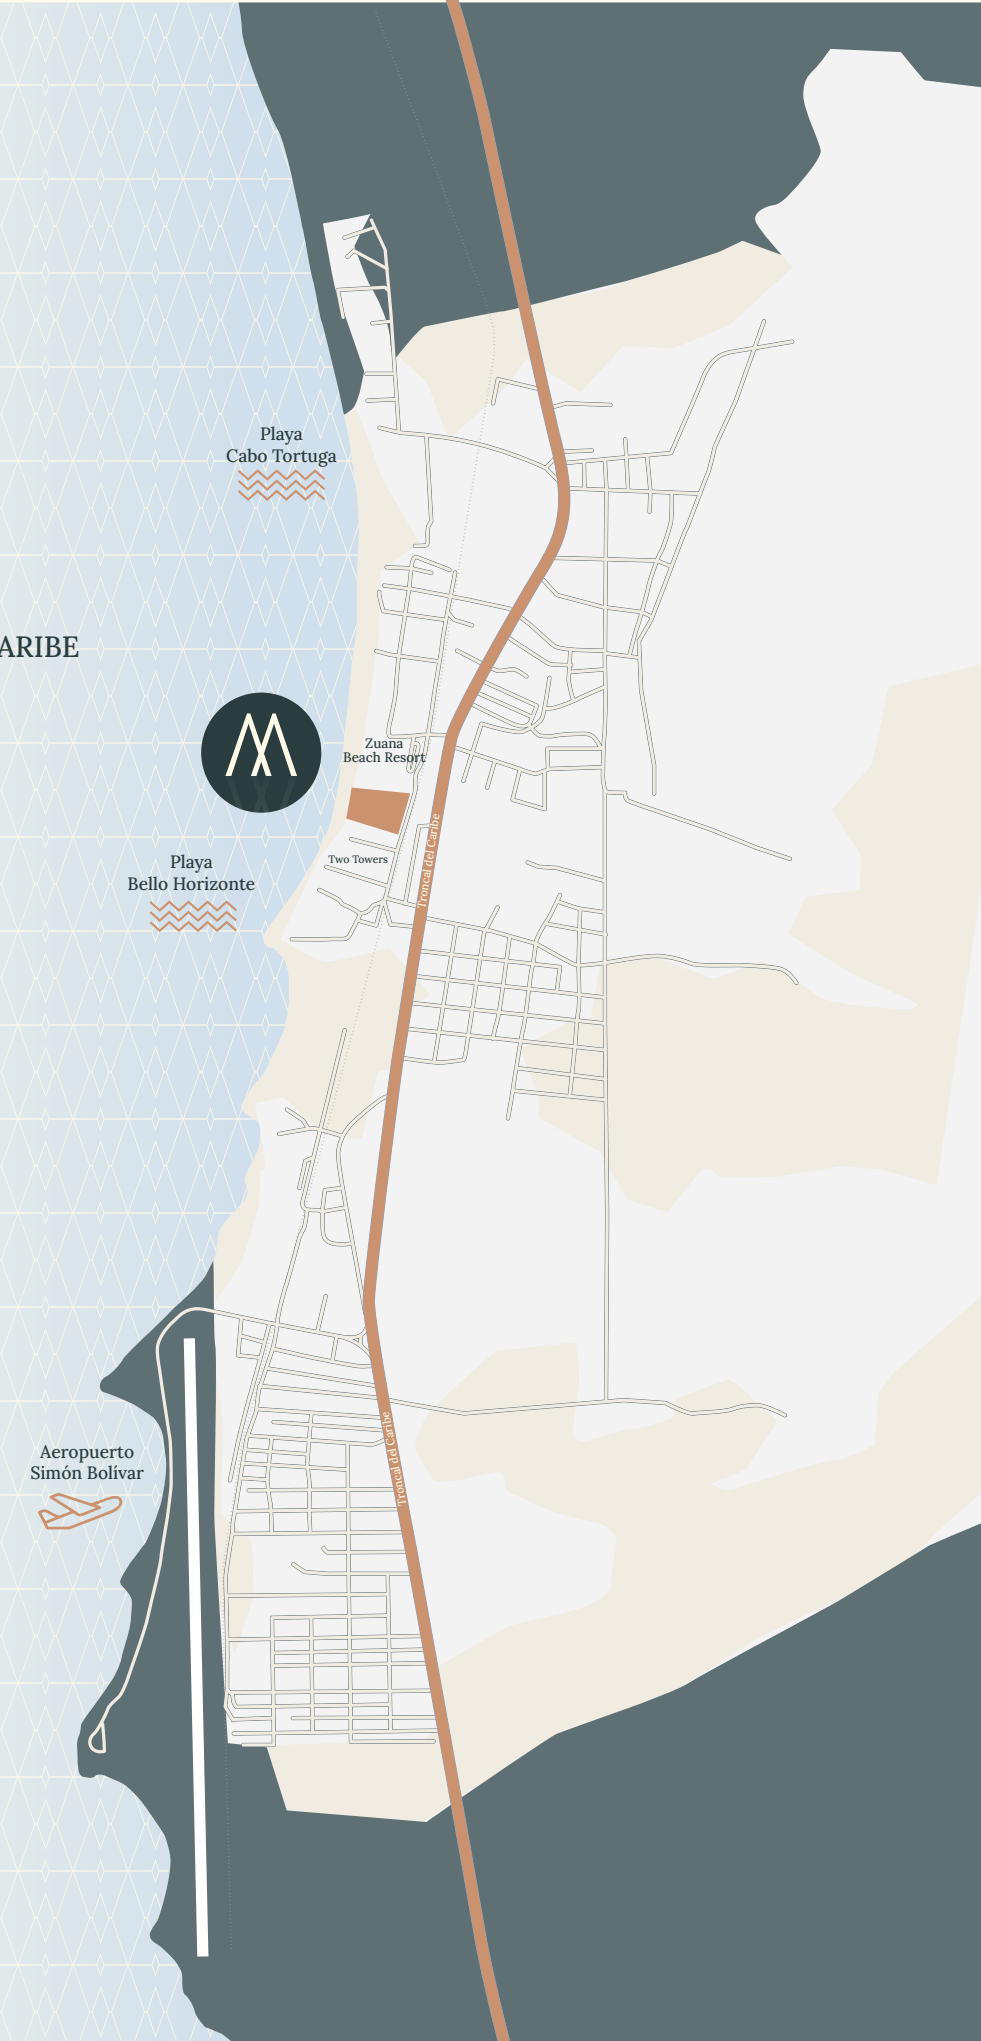 Playa
Cabo Tortuga
ARIBE
Zuana
Beach Resort
Troncal del Caribe
Two Towers
Playa
Bello Horizonte
Troncal del Caribe
Aeropuerto
Simón Bolívar